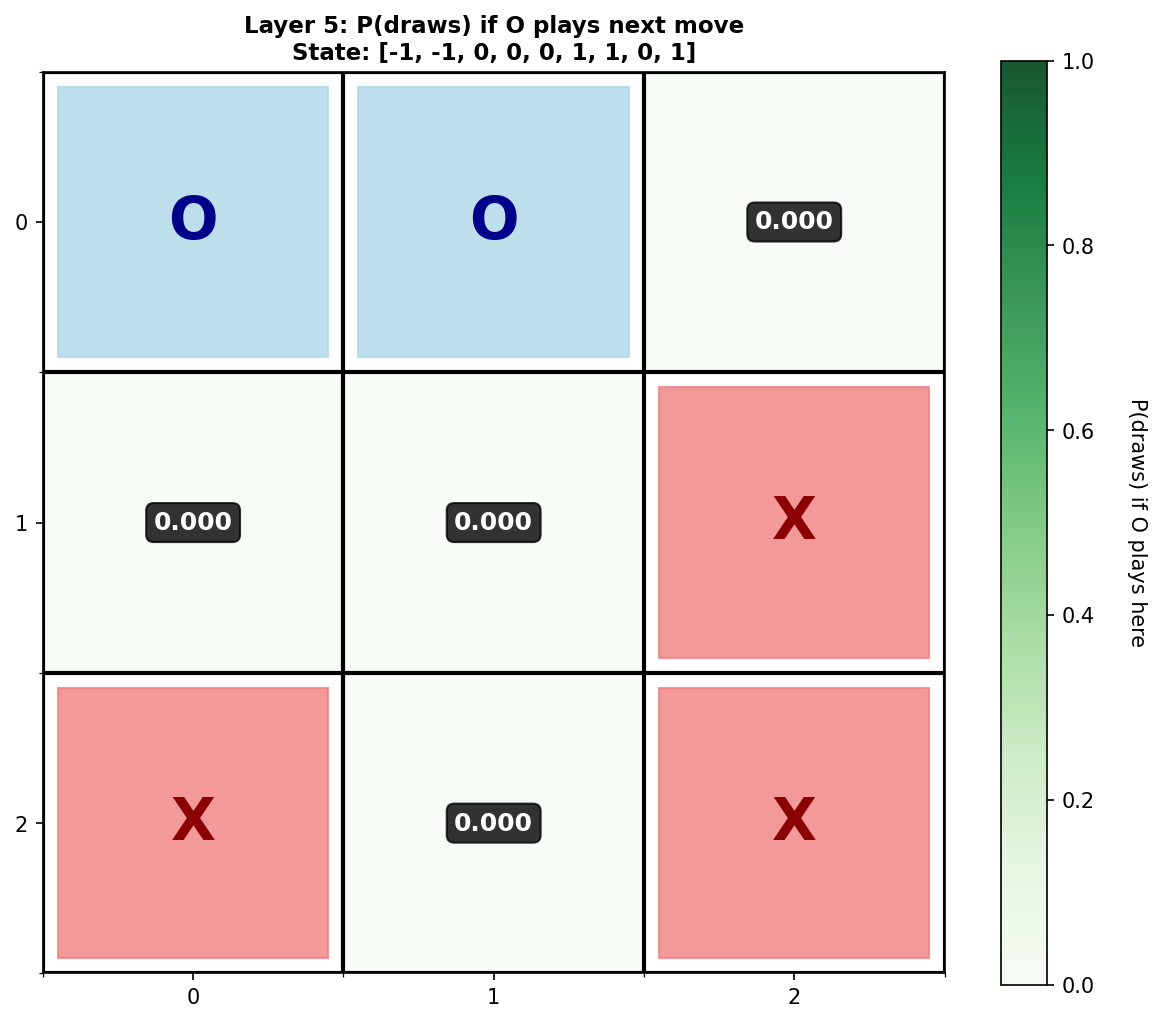 Layer 5: P(draws) if O plays next move
State: [-1, -1, 0, 0, 0, 1, 1, 0, 1]
1.0
0.8
0.6
0.4
0.2
0.0
P(draws) if O plays here
0
O
O
0.000
1
0.000
0.000
X
2
X
0.000
X
0
1
2